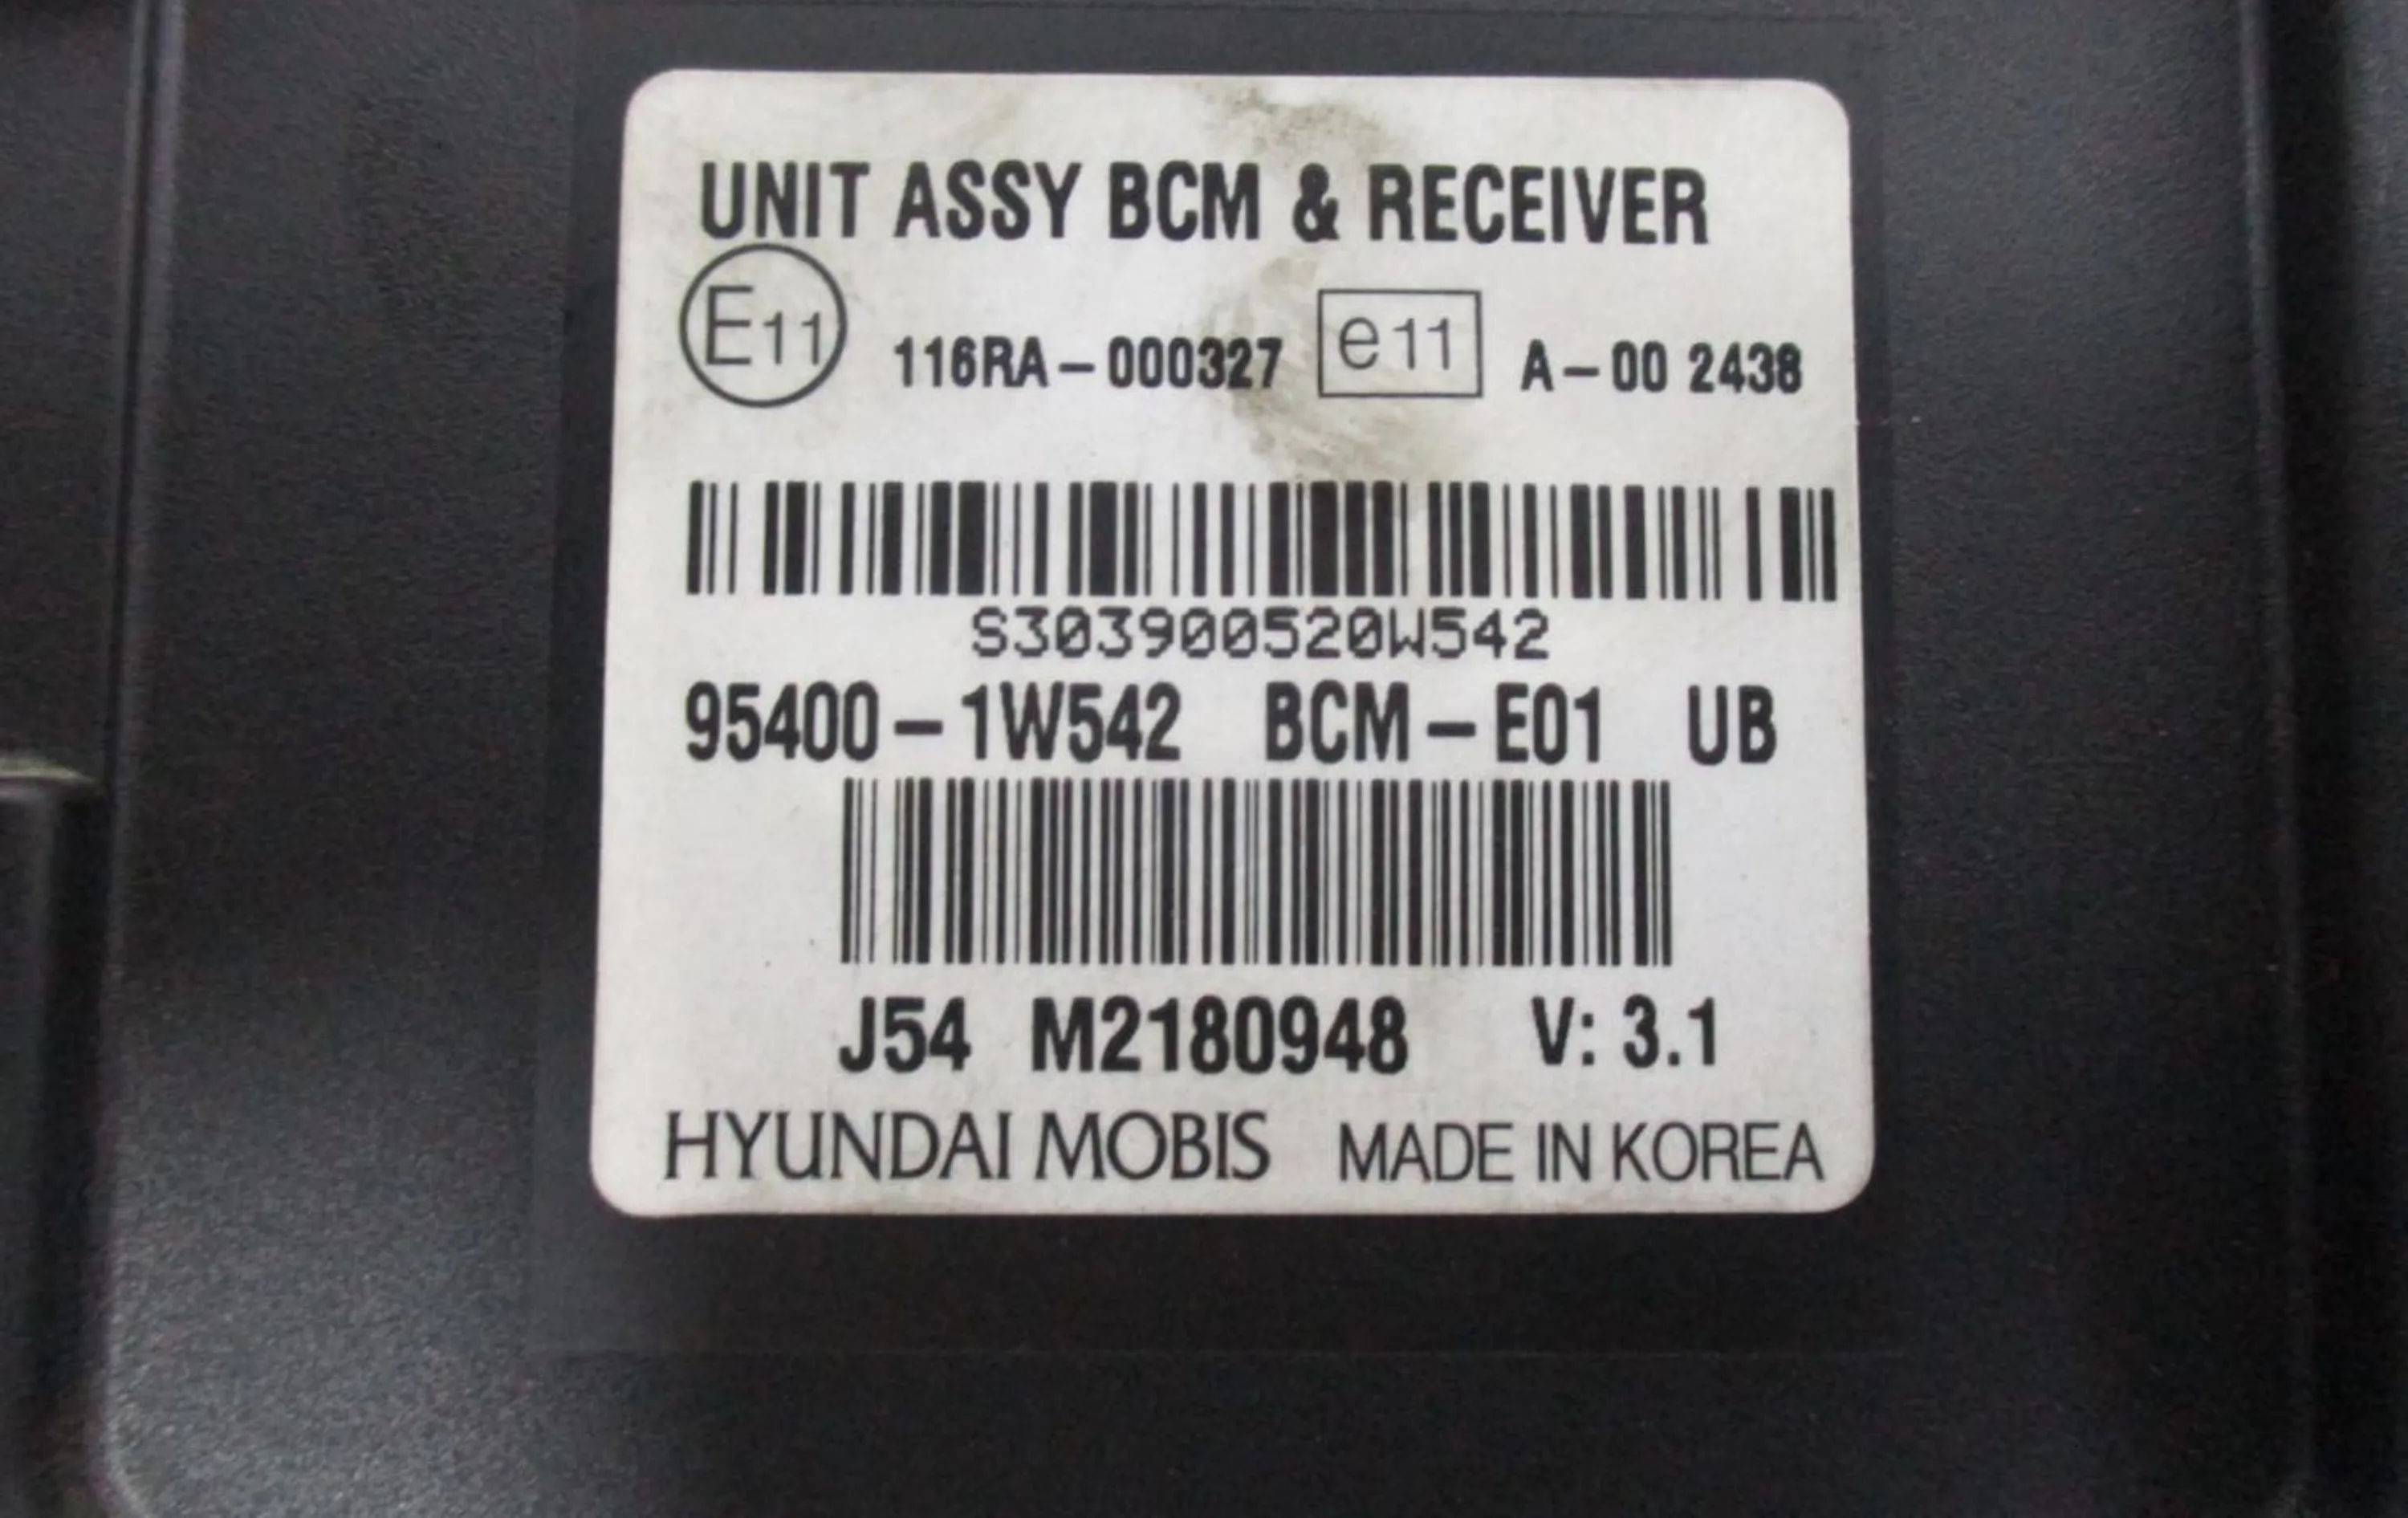 UNIT ASSY BCM & RECEIVER
E11 116RA-000327 e11 A-00 2438
S303900520W542
95400-1W542 BCM-E01 UB
J54 M2180948 V: 3.1
HYUNDAI MOBIS MADE IN KOREA